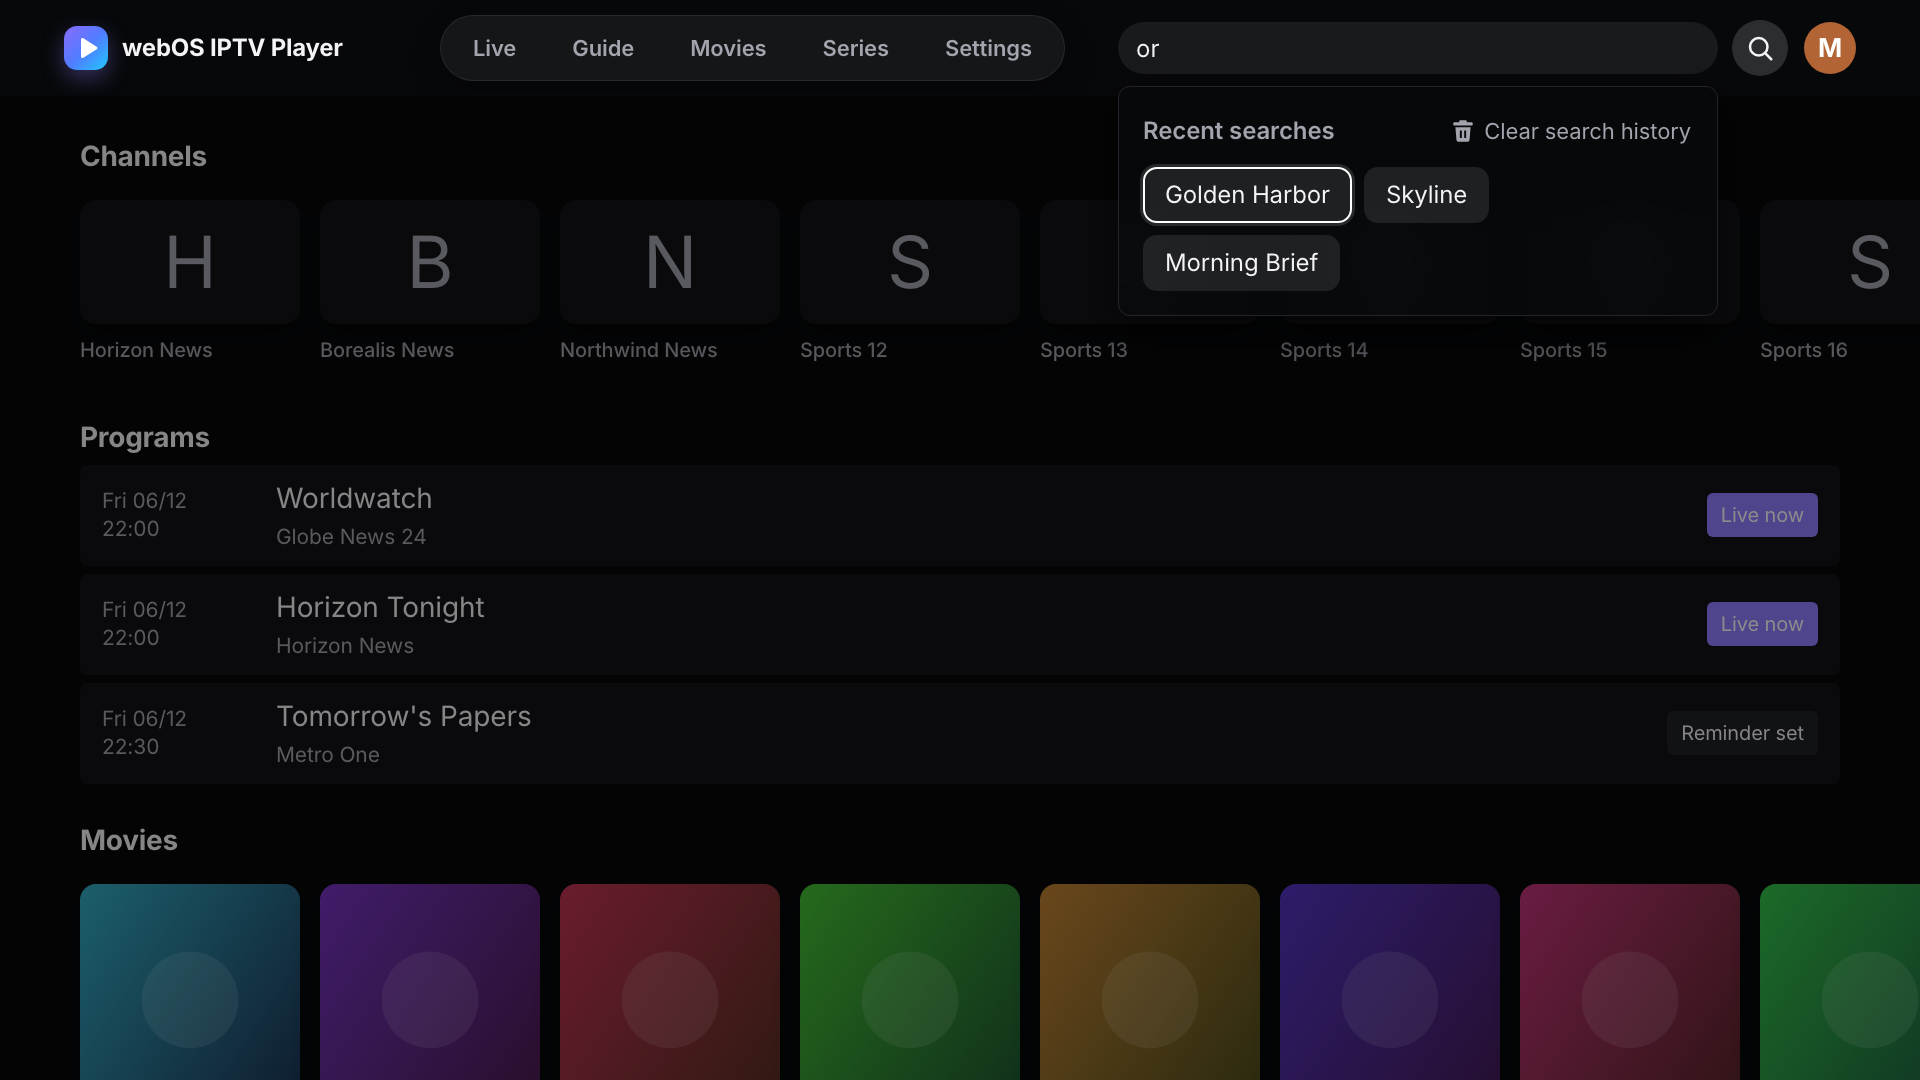 webOS IPTV Player
Live
Guide
Movies
Series
Settings
or
M
Recent searches
Clear search history
Golden Harbor
Skyline
Morning Brief
Channels
H
B
N
S
S
Horizon News
Borealis News
Northwind News
Sports 12
Sports 13
Sports 14
Sports 15
Sports 16
Programs
Fri 06/12
22:00
Worldwatch
Globe News 24
Live now
Fri 06/12
22:00
Horizon Tonight
Horizon News
Live now
Fri 06/12
22:30
Tomorrow's Papers
Metro One
Reminder set
Movies